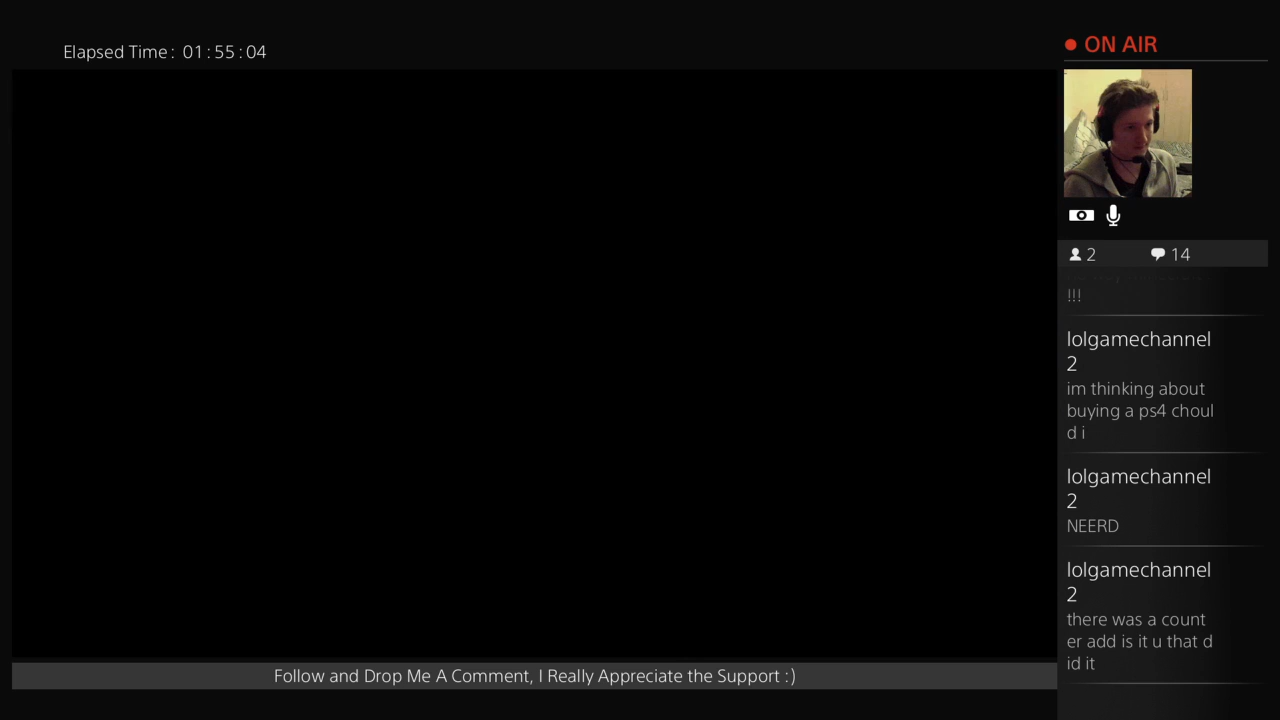 Elapsed Time: 01:55:04
ON AIR
2 14
!!!
lolgamechannel
2
im thinking about
buying a ps4 choul
d i
lolgamechannel
2
NEERD
lolgamechannel
2
there was a count
er add is it u that d
id it
Follow and Drop Me A Comment, I Really Appreciate the Support :)